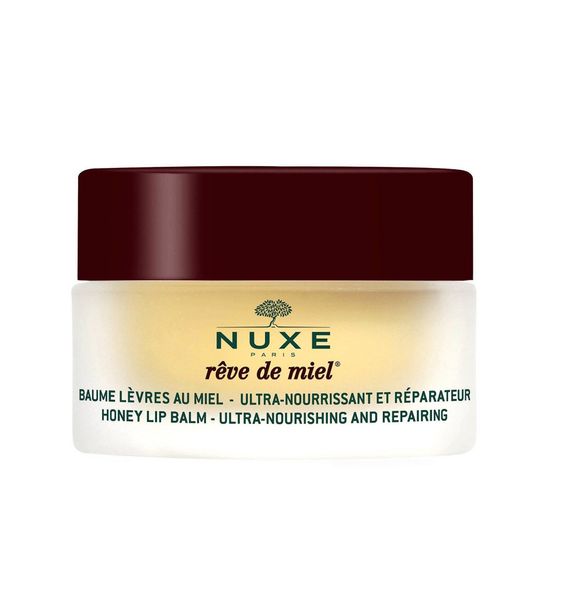 NUXE
PARIS
rêve de miel®
BAUME LÈVRES AU MIEL - ULTRA-NOURRISSANT ET RÉPARATEUR
HONEY LIP BALM - ULTRA-NOURISHING AND REPAIRING